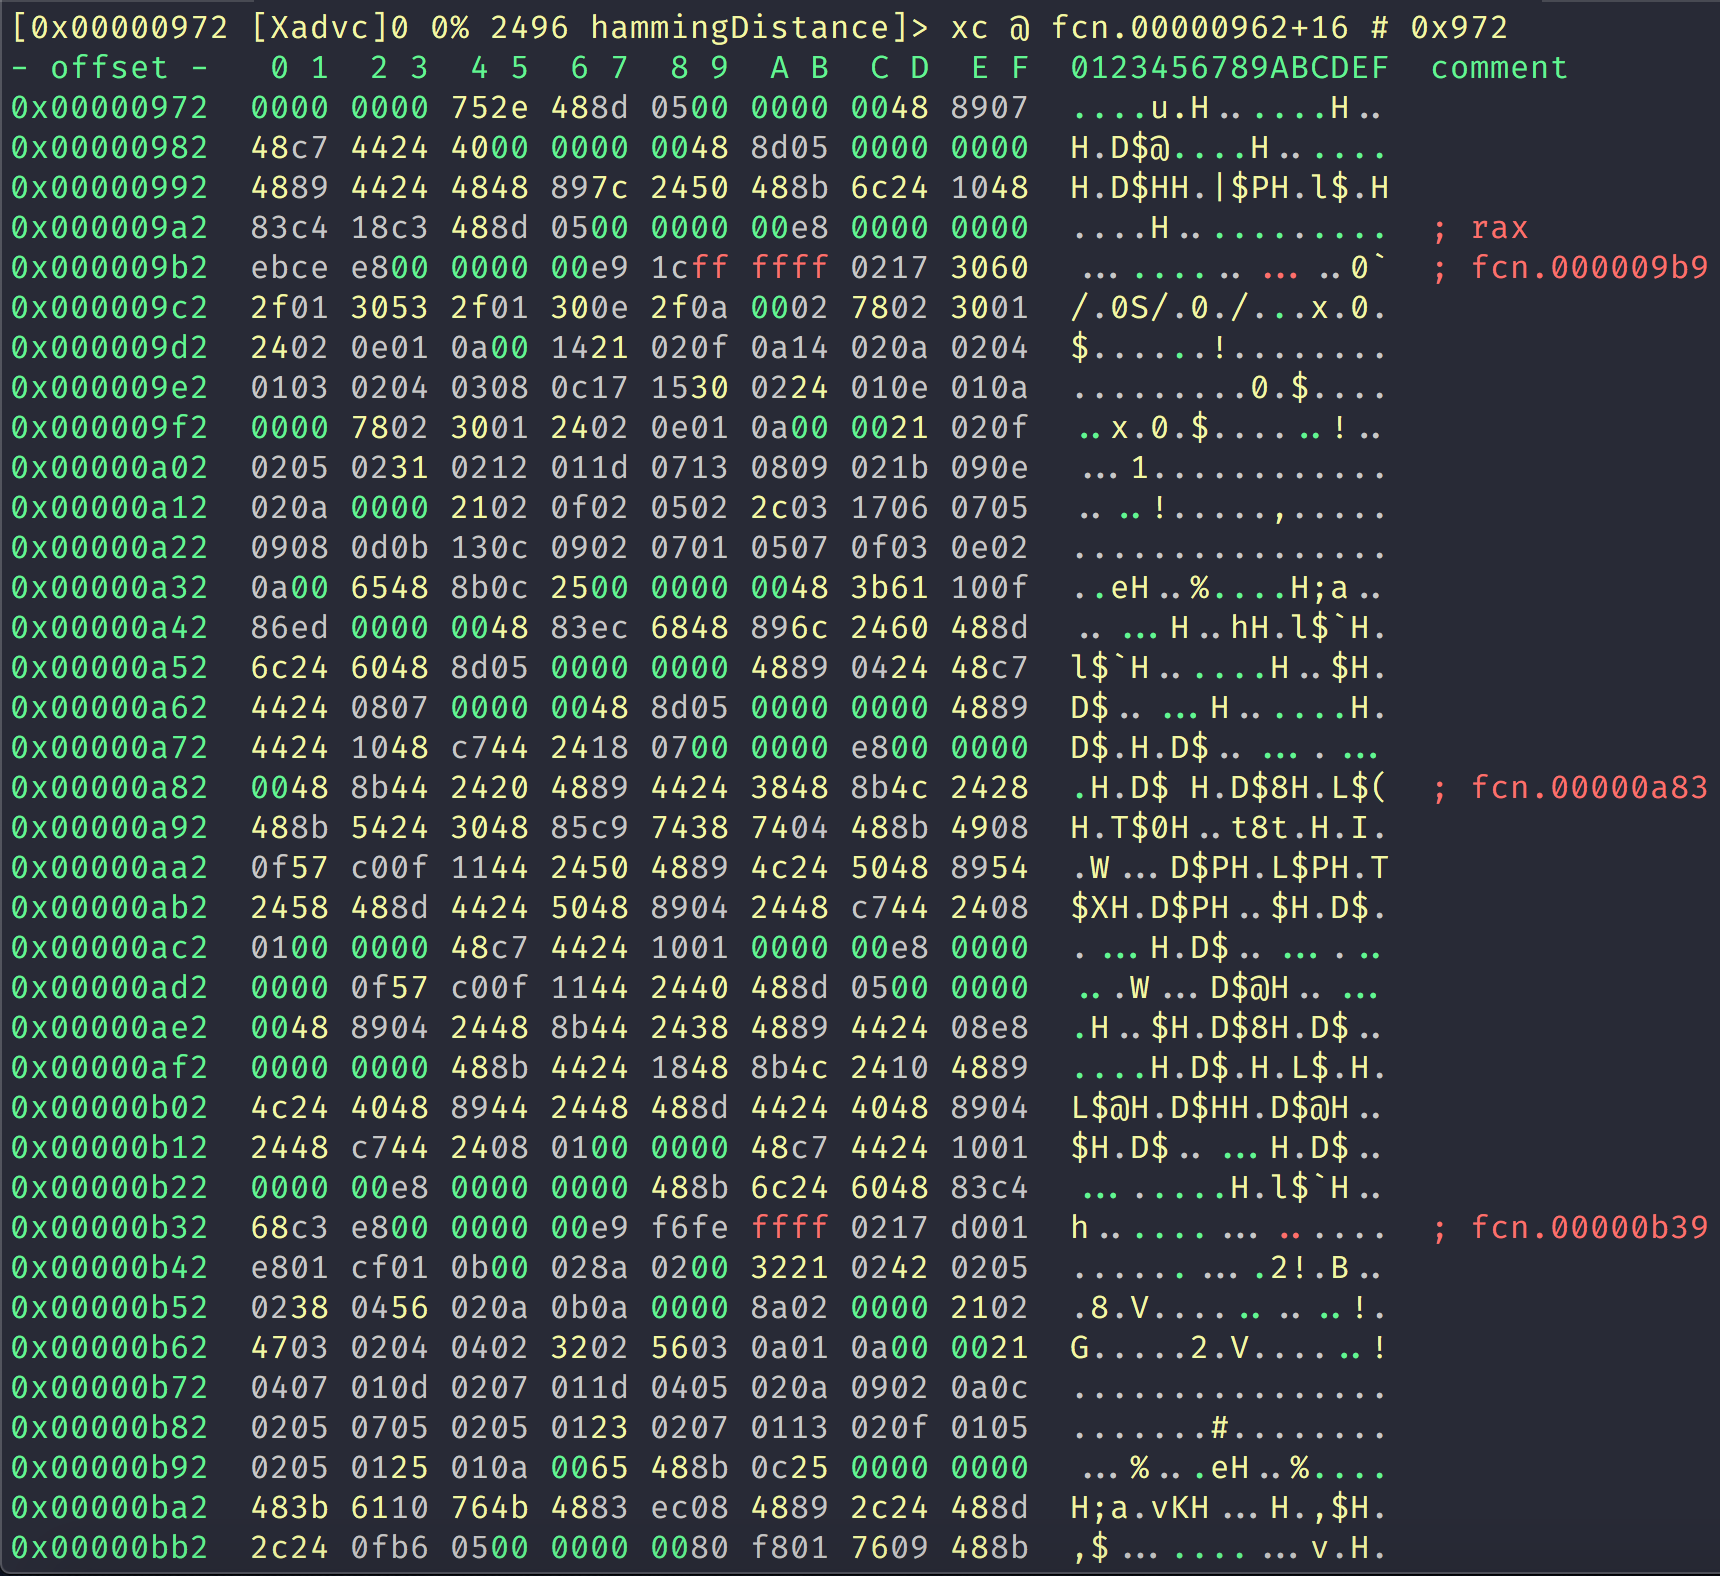 [0x00000972 [Xadvc]0 0% 2496 hammingDistance]> xc @ fcn.00000962+16 # 0x972
- offset -   0 1  2 3  4 5  6 7  8 9  A B  C D  E F  0123456789ABCDEF  comment
0x00000972  0000 0000 752e 488d 0500 0000 0048 8907  ....u.H......H..
0x00000982  48c7 4424 4000 0000 0048 8d05 0000 0000  H.D$@....H......
0x00000992  4889 4424 4848 897c 2450 488b 6c24 1048  H.D$HH.|$PH.l$.H
0x000009a2  83c4 18c3 488d 0500 0000 00e8 0000 0000  ....H...........  ; rax
0x000009b2  ebce e800 0000 00e9 1cff ffff 0217 3060  ..............0`  ; fcn.000009b9
0x000009c2  2f01 3053 2f01 300e 2f0a 0002 7802 3001  /.0S/.0./...x.0.
0x000009d2  2402 0e01 0a00 1421 020f 0a14 020a 0204  $......!........
0x000009e2  0103 0204 0308 0c17 1530 0224 010e 010a  .........0.$....
0x000009f2  0000 7802 3001 2402 0e01 0a00 0021 020f  ..x.0.$......!..
0x00000a02  0205 0231 0212 011d 0713 0809 021b 090e  ...1............
0x00000a12  020a 0000 2102 0f02 0502 2c03 1706 0705  ....!.....,.....
0x00000a22  0908 0d0b 130c 0902 0701 0507 0f03 0e02  ................
0x00000a32  0a00 6548 8b0c 2500 0000 0048 3b61 100f  ..eH..%....H;a..
0x00000a42  86ed 0000 0048 83ec 6848 896c 2460 488d  .....H..hH.l$`H.
0x00000a52  6c24 6048 8d05 0000 0000 4889 0424 48c7  l$`H......H..$H.
0x00000a62  4424 0807 0000 0048 8d05 0000 0000 4889  D$.....H......H.
0x00000a72  4424 1048 c744 2418 0700 0000 e800 0000  D$.H.D$.........
0x00000a82  0048 8b44 2420 4889 4424 3848 8b4c 2428  .H.D$ H.D$8H.L$(  ; fcn.00000a83
0x00000a92  488b 5424 3048 85c9 7438 7404 488b 4908  H.T$0H..t8t.H.I.
0x00000aa2  0f57 c00f 1144 2450 4889 4c24 5048 8954  .W...D$PH.L$PH.T
0x00000ab2  2458 488d 4424 5048 8904 2448 c744 2408  $XH.D$PH..$H.D$.
0x00000ac2  0100 0000 48c7 4424 1001 0000 00e8 0000  ....H.D$........
0x00000ad2  0000 0f57 c00f 1144 2440 488d 0500 0000  ...W...D$@H.....
0x00000ae2  0048 8904 2448 8b44 2438 4889 4424 08e8  .H..$H.D$8H.D$..
0x00000af2  0000 0000 488b 4424 1848 8b4c 2410 4889  ....H.D$.H.L$.H.
0x00000b02  4c24 4048 8944 2448 488d 4424 4048 8904  L$@H.D$HH.D$@H..
0x00000b12  2448 c744 2408 0100 0000 48c7 4424 1001  $H.D$.....H.D$..
0x00000b22  0000 00e8 0000 0000 488b 6c24 6048 83c4  ........H.l$`H..
0x00000b32  68c3 e800 0000 00e9 f6fe ffff 0217 d001  h...............  ; fcn.00000b39
0x00000b42  e801 cf01 0b00 028a 0200 3221 0242 0205  ..........2!.B..
0x00000b52  0238 0456 020a 0b0a 0000 8a02 0000 2102  .8.V..........!.
0x00000b62  4703 0204 0402 3202 5603 0a01 0a00 0021  G.....2.V......!
0x00000b72  0407 010d 0207 011d 0405 020a 0902 0a0c  ................
0x00000b82  0205 0705 0205 0123 0207 0113 020f 0105  .......#........
0x00000b92  0205 0125 010a 0065 488b 0c25 0000 0000  ...%...eH..%....
0x00000ba2  483b 6110 764b 4883 ec08 4889 2c24 488d  H;a.vKH...H.,$H.
0x00000bb2  2c24 0fb6 0500 0000 0080 f801 7609 488b  ,$..........v.H.